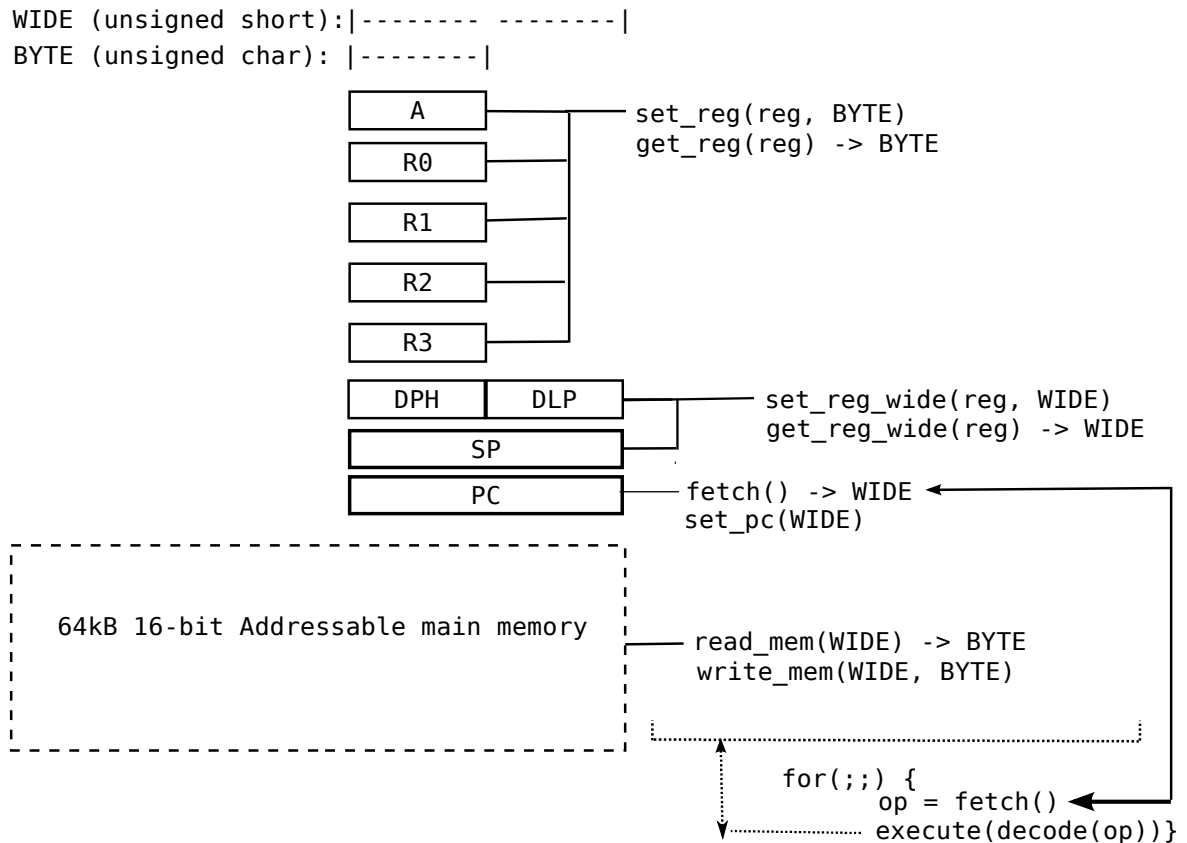 WIDE (unsigned short):|-------- --------|
BYTE (unsigned char): |--------|
A
set_reg(reg, BYTE)
get_reg(reg) -> BYTE
R0
R1
R2
R3
DPH DLP
set_reg_wide(reg, WIDE)
get_reg_wide(reg) -> WIDE
SP
PC
fetch() -> WIDE
set_pc(WIDE)
64kB 16-bit Addressable main memory
read_mem(WIDE) -> BYTE
write_mem(WIDE, BYTE)
for(;;) {
op = fetch()
execute(decode(op))}